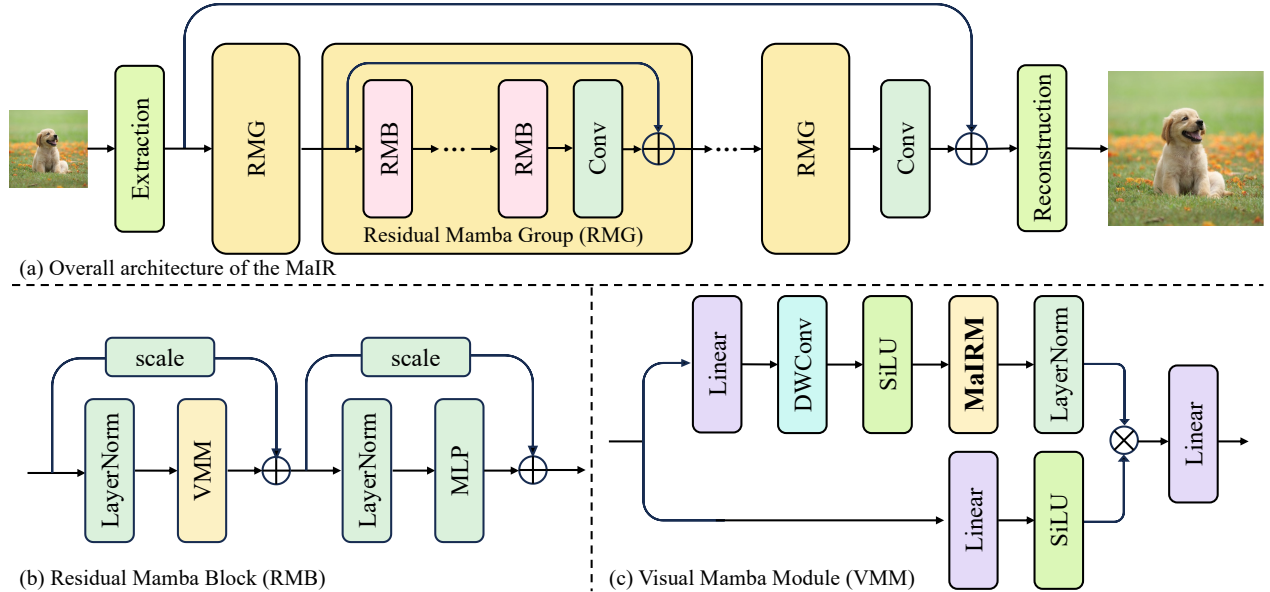 Extraction
RMG
RMB
...
RMB
Conv
Residual Mamba Group (RMG)
...
RMG
Conv
Reconstruction
(a) Overall architecture of the MaIR
scale
LayerNorm
VMM
scale
LayerNorm
MLP
(b) Residual Mamba Block (RMB)
Linear
DWConv
SiLU
MaIRM
LayerNorm
Linear
SiLU
Linear
(c) Visual Mamba Module (VMM)